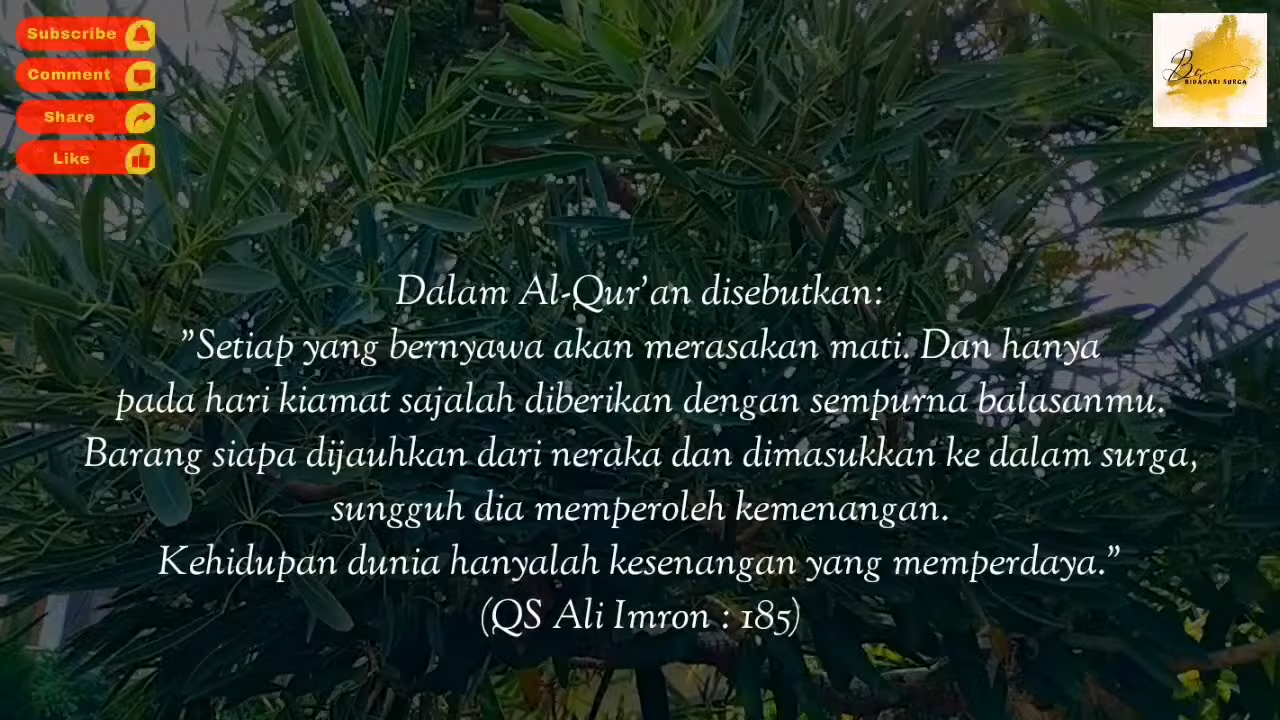 Subscribe
Comment
Share
Like
BIDADARI SURGA
Dalam Al-Qur'an disebutkan:
"Setiap yang bernyawa akan merasakan mati. Dan hanya
pada hari kiamat sajalah diberikan dengan sempurna balasanmu.
Barang siapa dijauhkan dari neraka dan dimasukkan ke dalam surga,
sungguh dia memperoleh kemenangan.
Kehidupan dunia hanyalah kesenangan yang memperdaya."
(QS Ali Imron : 185)